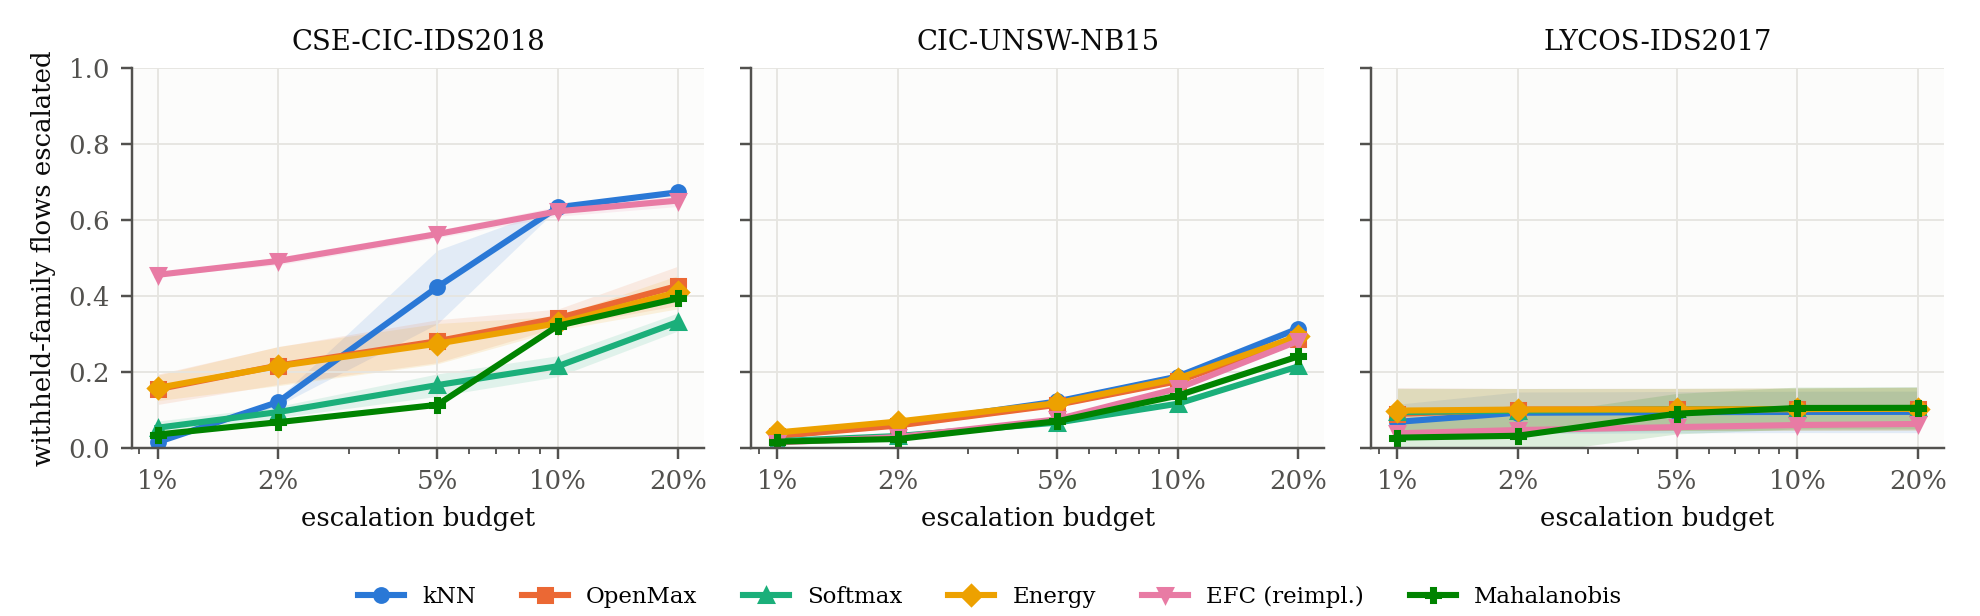 CSE-CIC-IDS2018 CIC-UNSW-NB15 LYCOS-IDS2017
withheld-family flows escalated
1.0
0.8
0.6
0.4
0.2
0.0
1% 2% 5% 10% 20% 1% 2% 5% 10% 20% 1% 2% 5% 10% 20%
escalation budget escalation budget escalation budget
kNN OpenMax Softmax Energy EFC (reimpl.) Mahalanobis